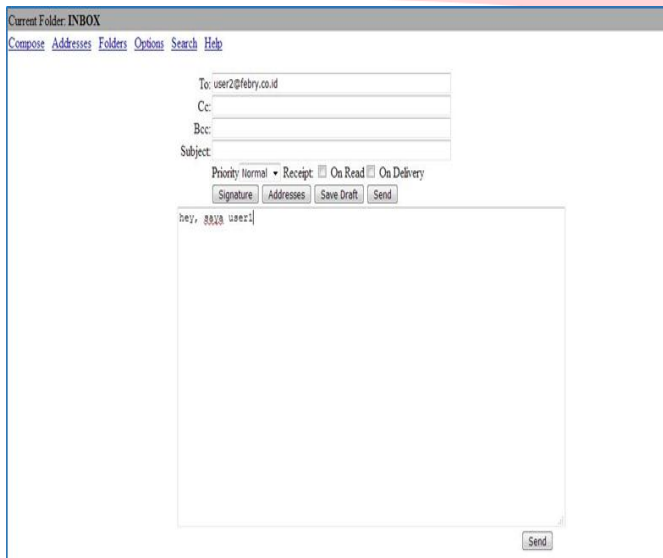 Current Folder: INBOX
Compose Addresses Folders Options Search Help
To: user2@febry.co.id
Cc:
Bcc:
Subject:
Priority Normal Receipt: On Read On Delivery
Signature Addresses Save Draft Send
hey, saya user1
Send